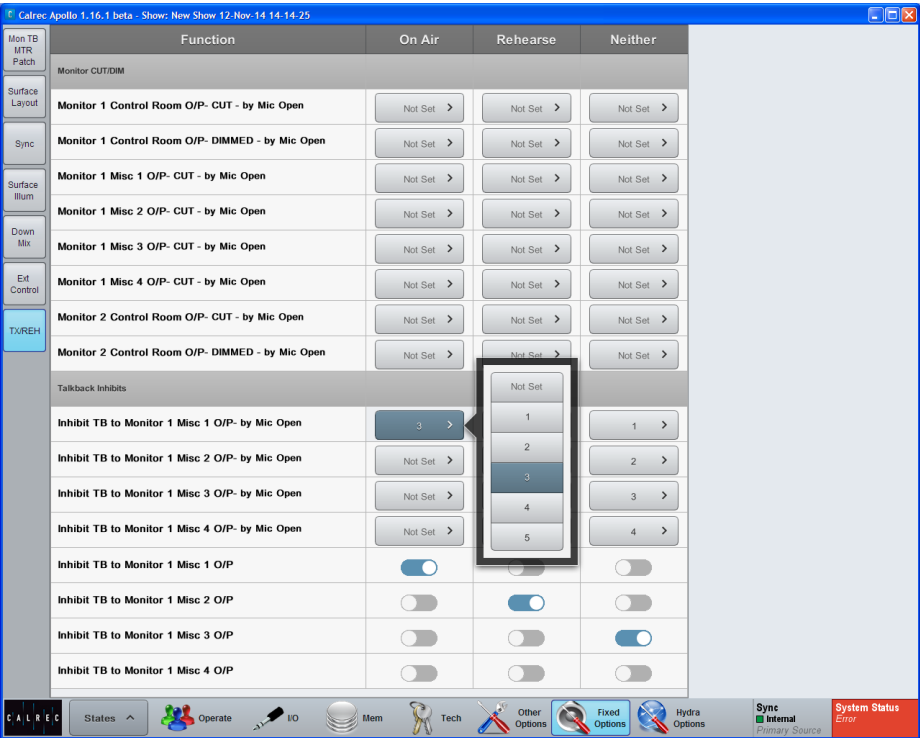 Calrec Apollo 1.16.1 beta - Show: New Show 12-Nov-14 14-14-25
Mon TB
MTR
Patch
Surface
Layout
Sync
Surface
Illum
Down
Mix
Ext
Control
TX/REH
Function On Air Rehearse Neither
Monitor CUT/DIM
Monitor 1 Control Room O/P- CUT - by Mic Open Not Set > Not Set > Not Set >
Monitor 1 Control Room O/P- DIMMED - by Mic Open Not Set > Not Set > Not Set >
Monitor 1 Misc 1 O/P- CUT - by Mic Open Not Set > Not Set > Not Set >
Monitor 1 Misc 2 O/P- CUT - by Mic Open Not Set > Not Set > Not Set >
Monitor 1 Misc 3 O/P- CUT - by Mic Open Not Set > Not Set > Not Set >
Monitor 1 Misc 4 O/P- CUT - by Mic Open Not Set > Not Set > Not Set >
Monitor 2 Control Room O/P- CUT - by Mic Open Not Set > Not Set > Not Set >
Monitor 2 Control Room O/P- DIMMED - by Mic Open Not Set > Not Set > Not Set >
Talkback Inhibits
Inhibit TB to Monitor 1 Misc 1 O/P- by Mic Open 3 > 1 >
Inhibit TB to Monitor 1 Misc 2 O/P- by Mic Open Not Set > 2 >
Inhibit TB to Monitor 1 Misc 3 O/P- by Mic Open Not Set > 3 >
Inhibit TB to Monitor 1 Misc 4 O/P- by Mic Open Not Set > 4 >
Not Set
1
2
3
4
5
Inhibit TB to Monitor 1 Misc 1 O/P
Inhibit TB to Monitor 1 Misc 2 O/P
Inhibit TB to Monitor 1 Misc 3 O/P
Inhibit TB to Monitor 1 Misc 4 O/P
CALREC
States
Operate
I/O
Mem
Tech
Other
Options
Fixed
Options
Hydra
Options
Sync
Internal
Primary Source
System Status
Error